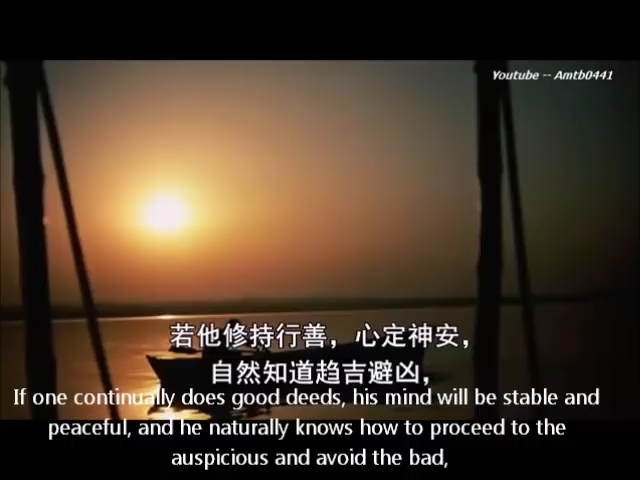 Youtube -- Amtb0441
若他修持行善，心定神安，
自然知道趋吉避凶，
If one continually does good deeds, his mind will be stable and
peaceful, and he naturally knows how to proceed to the
auspicious and avoid the bad,